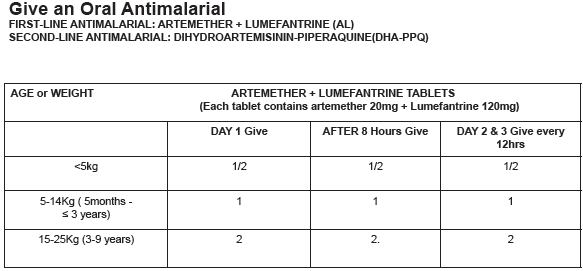 Give an Oral Antimalarial
FIRST-LINE ANTIMALARIAL: ARTEMETHER + LUMEFANTRINE (AL)
SECOND-LINE ANTIMALARIAL: DIHYDROARTEMISININ-PIPERAQUINE(DHA-PPQ)
AGE or WEIGHT
ARTEMETHER + LUMEFANTRINE TABLETS
(Each tablet contains artemether 20mg + Lumefantrine 120mg)
DAY 1 Give
AFTER 8 Hours Give
DAY 2 & 3 Give every
12hrs
<5kg
1/2
1/2
1/2
5-14Kg ( 5months -
≤ 3 years)
1
1
1
15-25Kg (3-9 years)
2
2.
2